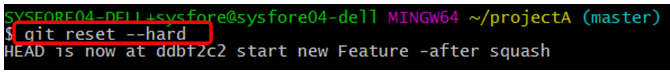 SYSFORE04-DELL+sysfore@sysfore04-dell MINGW64 ~/projectA (master)
$ git reset --hard
HEAD is now at ddbf2c2 start new Feature -after squash